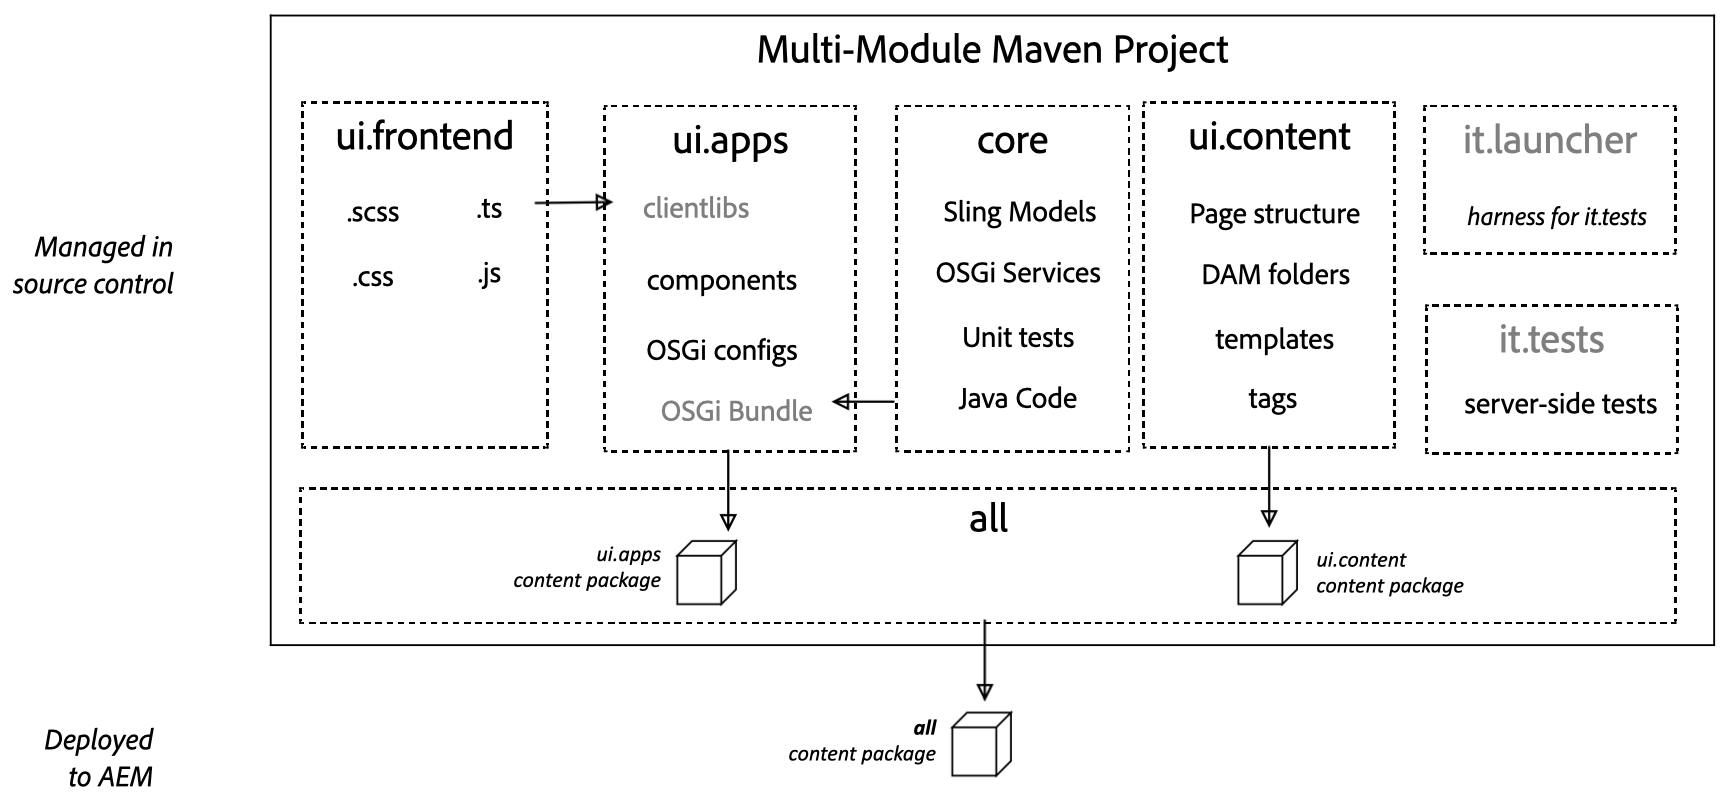 Multi-Module Maven Project
ui.frontend
.scss
.ts
.css
.js
ui.apps
clientlibs
components
OSGi configs
OSGi Bundle
core
Sling Models
OSGi Services
Unit tests
Java Code
ui.content
Page structure
DAM folders
templates
tags
it.launcher
harness for it.tests
it.tests
server-side tests
Managed in
source control
all
ui.apps
content package
ui.content
content package
all
content package
Deployed
to AEM